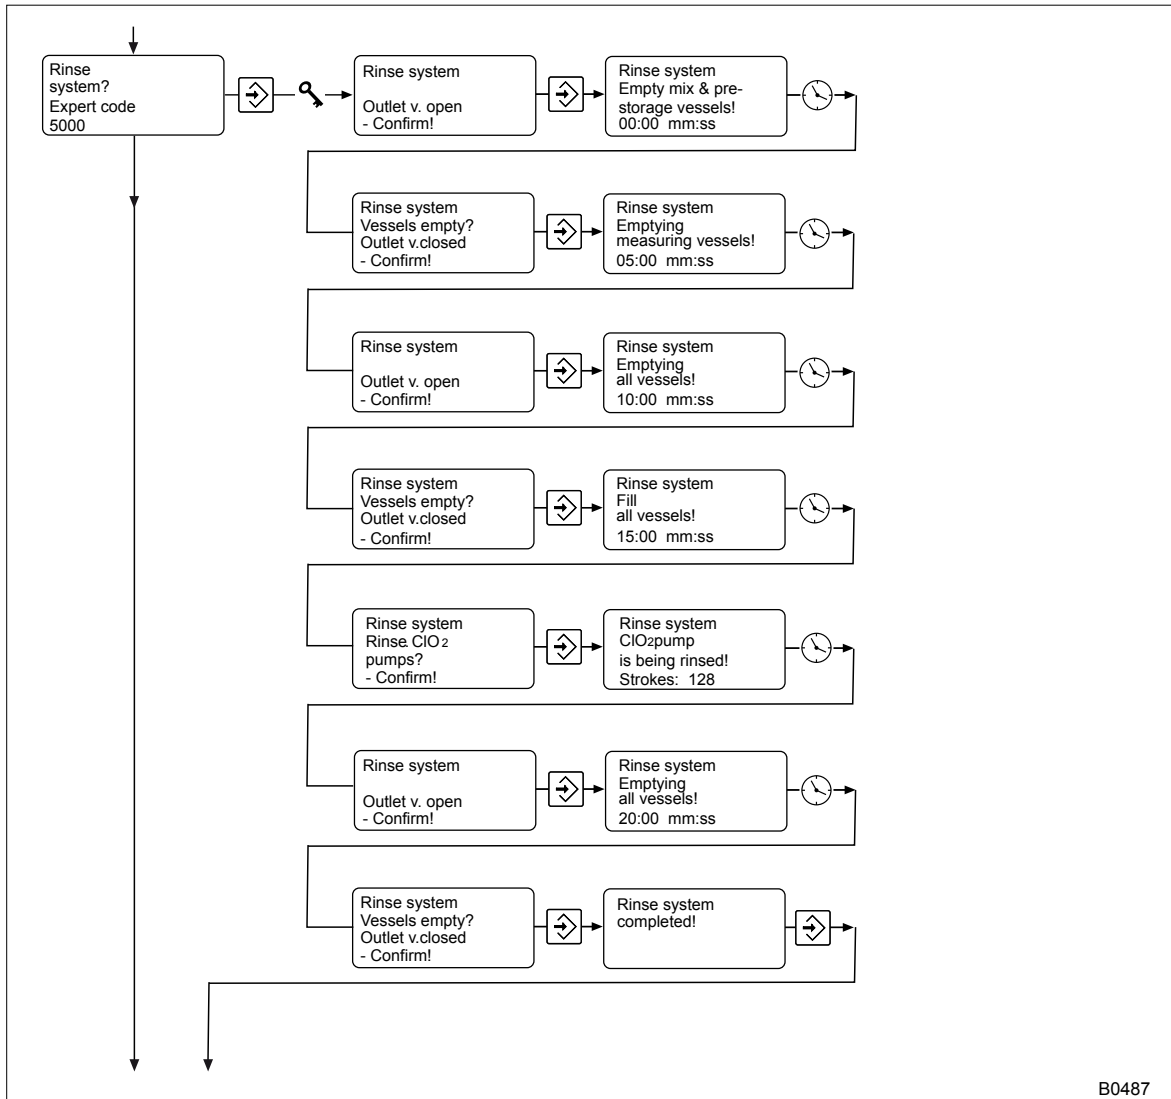 Rinse
system?
Expert code
5000
Rinse system
Outlet v. open
- Confirm!
Rinse system
Empty mix & pre-
storage vessels!
00:00 mm:ss
Rinse system
Vessels empty?
Outlet v.closed
- Confirm!
Rinse system
Emptying
measuring vessels!
05:00 mm:ss
Rinse system
Outlet v. open
- Confirm!
Rinse system
Emptying
all vessels!
10:00 mm:ss
Rinse system
Vessels empty?
Outlet v.closed
- Confirm!
Rinse system
Fill
all vessels!
15:00 mm:ss
Rinse system
Rinse. ClO2
pumps?
- Confirm!
Rinse system
ClO2pump
is being rinsed!
Strokes: 128
Rinse system
Outlet v. open
- Confirm!
Rinse system
Emptying
all vessels!
20:00 mm:ss
Rinse system
Vessels empty?
Outlet v.closed
- Confirm!
Rinse system
completed!
B0487